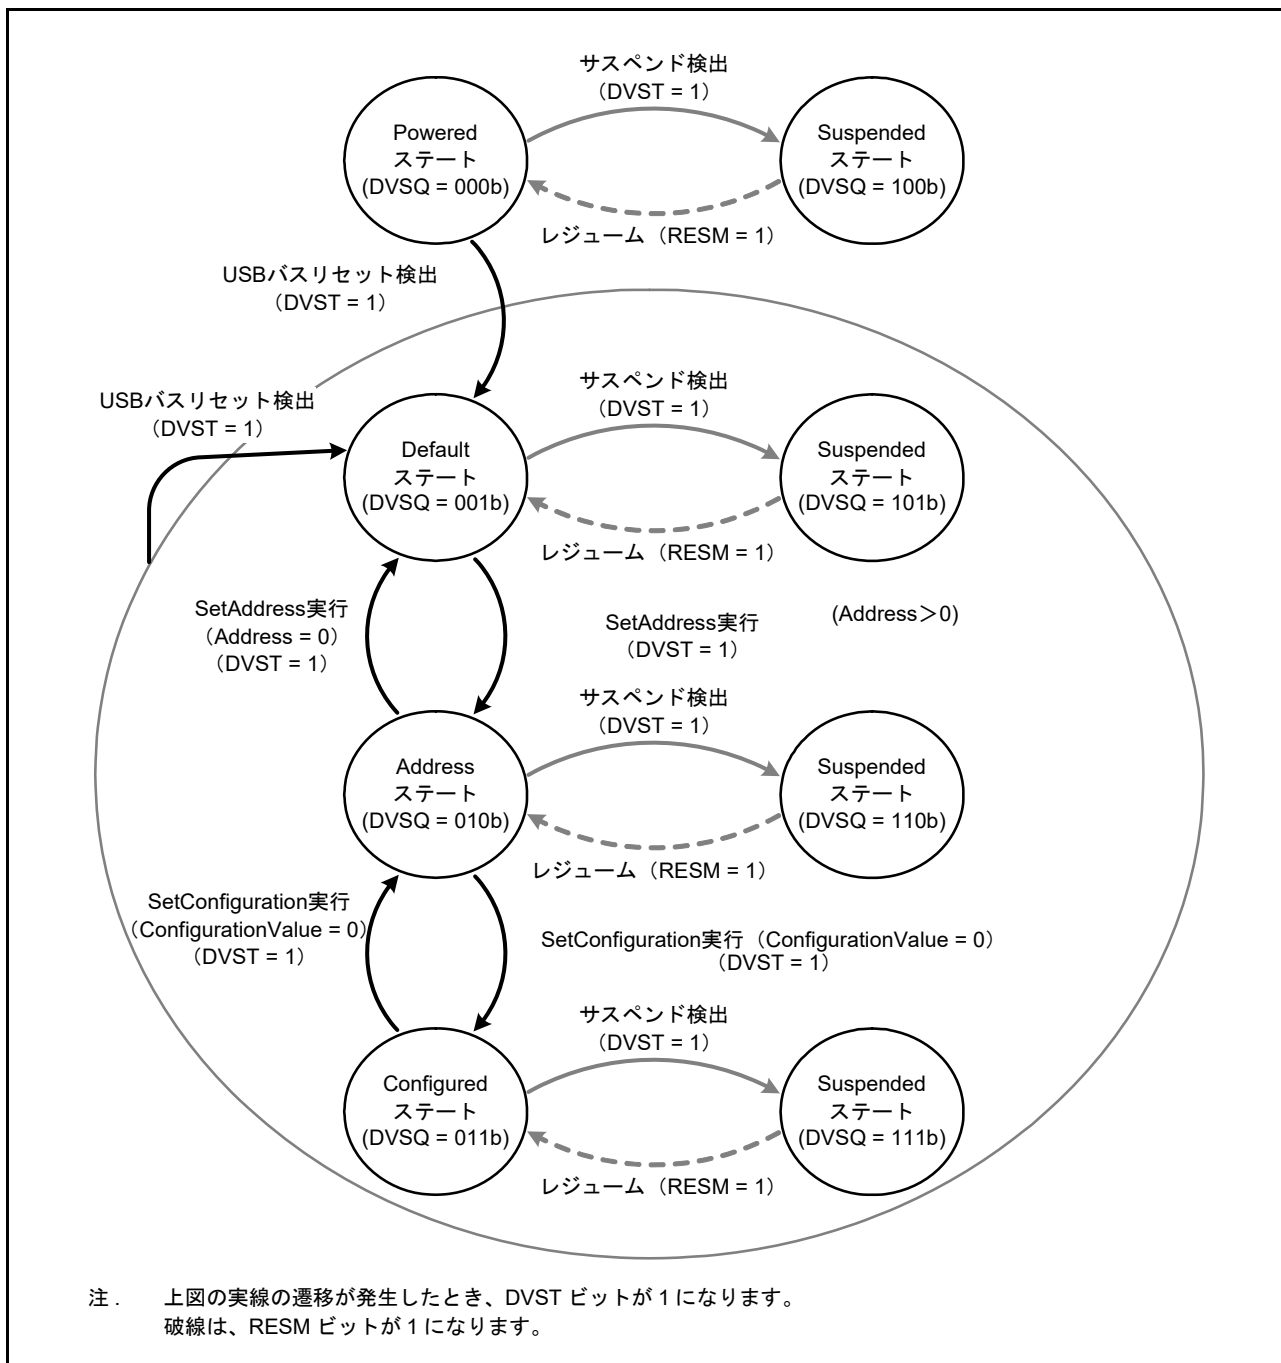 サスペンド検出
（DVST = 1）
Powered
ステート
(DVSQ = 000b)
Suspended
ステート
(DVSQ = 100b)
レジューム（RESM = 1）
USBバスリセット検出
（DVST = 1）
USBバスリセット検出
（DVST = 1）
サスペンド検出
（DVST = 1）
Default
ステート
(DVSQ = 001b)
Suspended
ステート
(DVSQ = 101b)
レジューム（RESM = 1）
SetAddress実行
（Address = 0）
（DVST = 1）
SetAddress実行
（DVST = 1）
(Address＞0)
サスペンド検出
（DVST = 1）
Address
ステート
(DVSQ = 010b)
Suspended
ステート
(DVSQ = 110b)
レジューム（RESM = 1）
SetConfiguration実行
（ConfigurationValue = 0）
（DVST = 1）
SetConfiguration実行（ConfigurationValue = 0）
（DVST = 1）
サスペンド検出
（DVST = 1）
Configured
ステート
(DVSQ = 011b)
Suspended
ステート
(DVSQ = 111b)
レジューム（RESM = 1）
注． 上図の実線の遷移が発生したとき、DVST ビットが 1 になります。
破線は、RESM ビットが 1 になります。